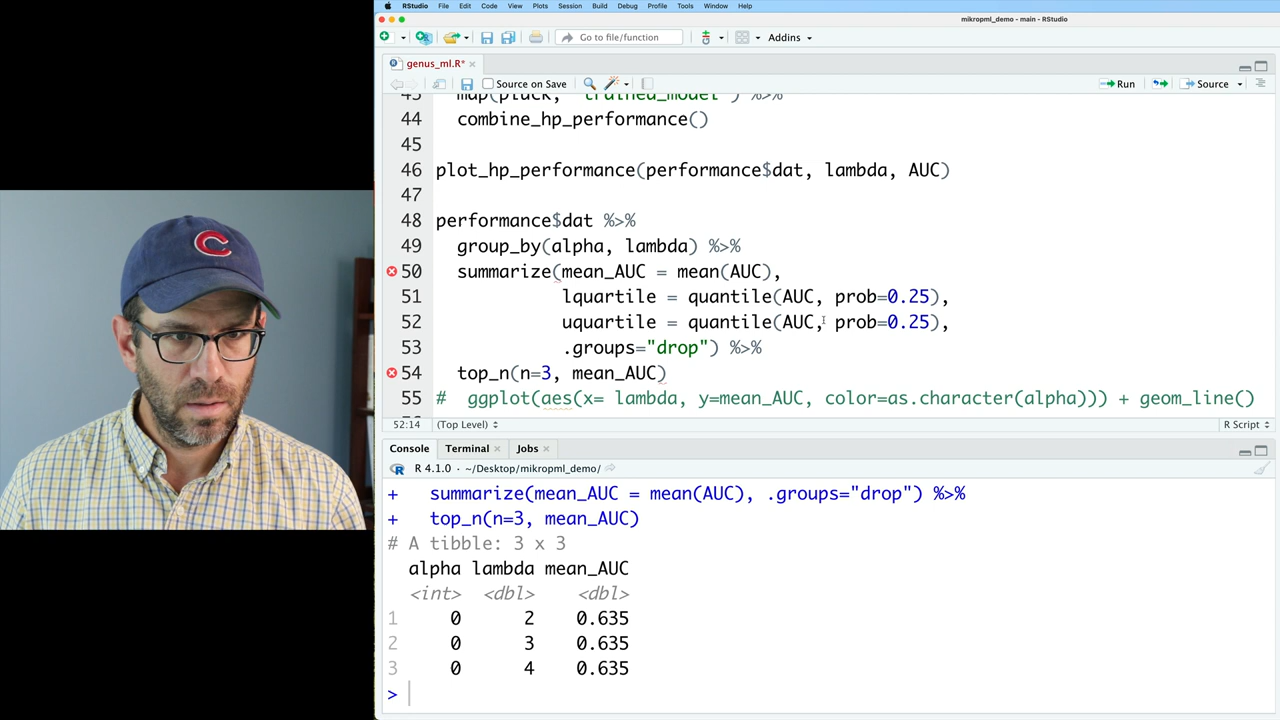 RStudio File Edit Code View Plots Session Build Debug Profile Tools Window Help
mikropml_demo - main - RStudio
Go to file/function Addins
genus_ml.R*
Source on Save Run Source
44 combine_hp_performance()
45
46 plot_hp_performance(performance$dat, lambda, AUC)
47
48 performance$dat %>%
49 group_by(alpha, lambda) %>%
50 summarize(mean_AUC = mean(AUC),
51 lquartile = quantile(AUC, prob=0.25),
52 uquartile = quantile(AUC, prob=0.25),
53 .groups="drop") %>%
54 top_n(n=3, mean_AUC)
55 #  ggplot(aes(x= lambda, y=mean_AUC, color=as.character(alpha))) + geom_line()
52:14 (Top Level) R Script
Console Terminal Jobs
R 4.1.0 · ~/Desktop/mikropml_demo/
+ summarize(mean_AUC = mean(AUC), .groups="drop") %>%
+ top_n(n=3, mean_AUC)
# A tibble: 3 x 3
alpha lambda mean_AUC
<int> <dbl> <dbl>
1 0 2 0.635
2 0 3 0.635
3 0 4 0.635
>
C